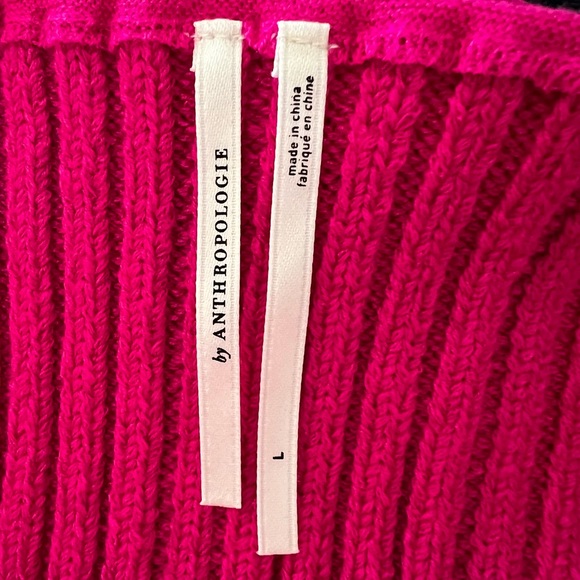 by ANTHROPOLOGIE
made in china
fabriqué en chine
L